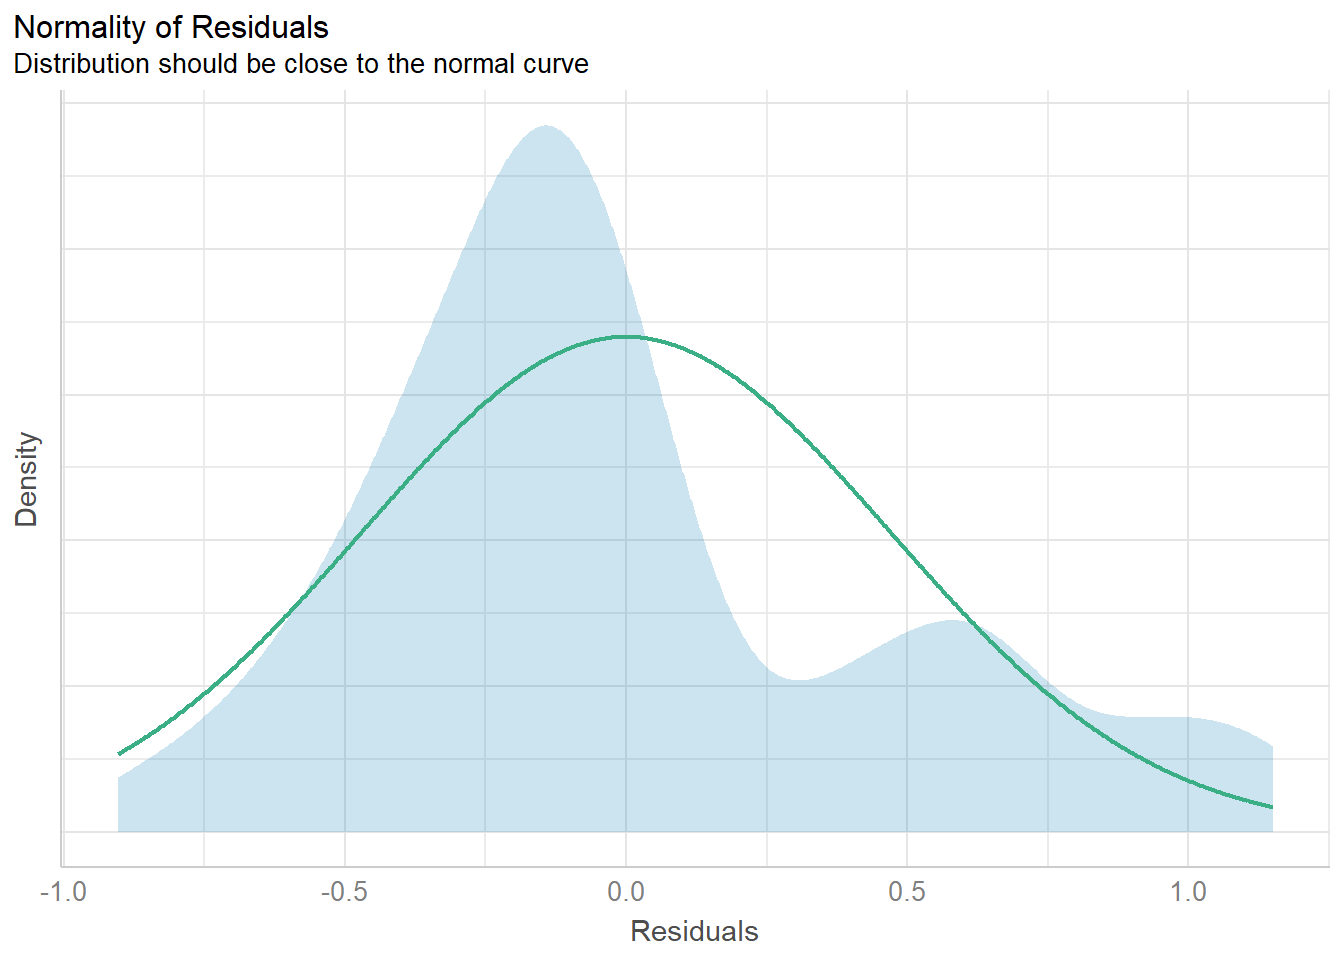 Normality of Residuals
Distribution should be close to the normal curve
Density
-1.0 -0.5 0.0 0.5 1.0
Residuals